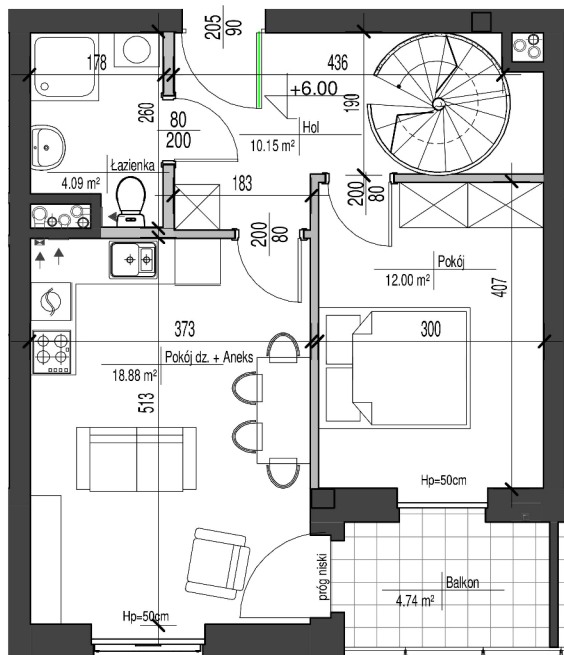 205
90
178
436
+6.00
190
260
80
200
Hol
10.15 m²
Łazienka
4.09 m²
183
200
80
200
80
Pokój
12.00 m²
407
373
300
Pokój dz. + Aneks
18.88 m²
513
Hp=50cm
próg niski
Balkon
4.74 m²
Hp=50cm